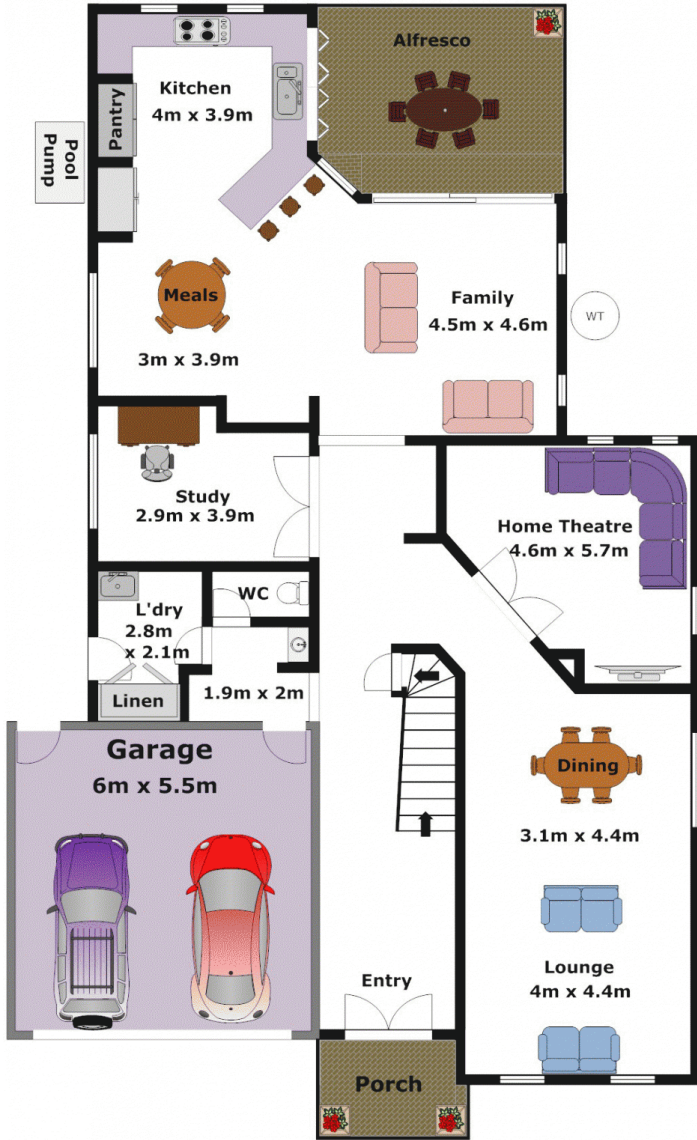 Alfresco
Kitchen
4m x 3.9m
Pantry
Pool
Pump
Meals
3m x 3.9m
Family
4.5m x 4.6m
WT
Study
2.9m x 3.9m
Home Theatre
4.6m x 5.7m
WC
L'dry
2.8m
x 2.1m
Linen
1.9m x 2m
Garage
6m x 5.5m
Dining
3.1m x 4.4m
Lounge
4m x 4.4m
Entry
Porch